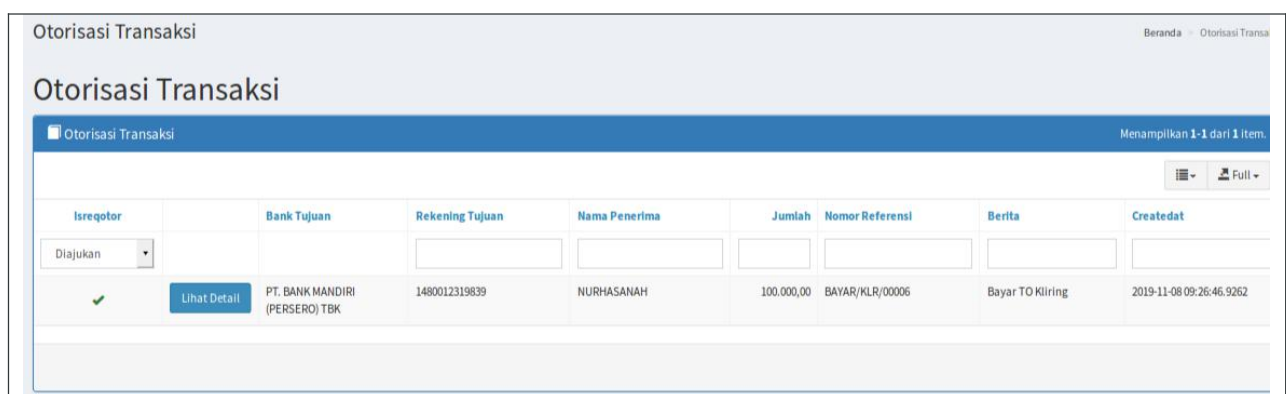 Otorisasi Transaksi
Beranda > Otorisasi Transa
Otorisasi Transaksi
Otorisasi Transaksi
Menampilkan 1-1 dari 1 item.
Full
Isreqotor Bank Tujuan Rekening Tujuan Nama Penerima Jumlah Nomor Referensi Berita Createdat
Diajukan
Lihat Detail PT. BANK MANDIRI 1480012319839 NURHASANAH 100.000,00 BAYAR/KLR/00006 Bayar TO Kliring 2019-11-08 09:26:46.9262
(PERSERO) TBK